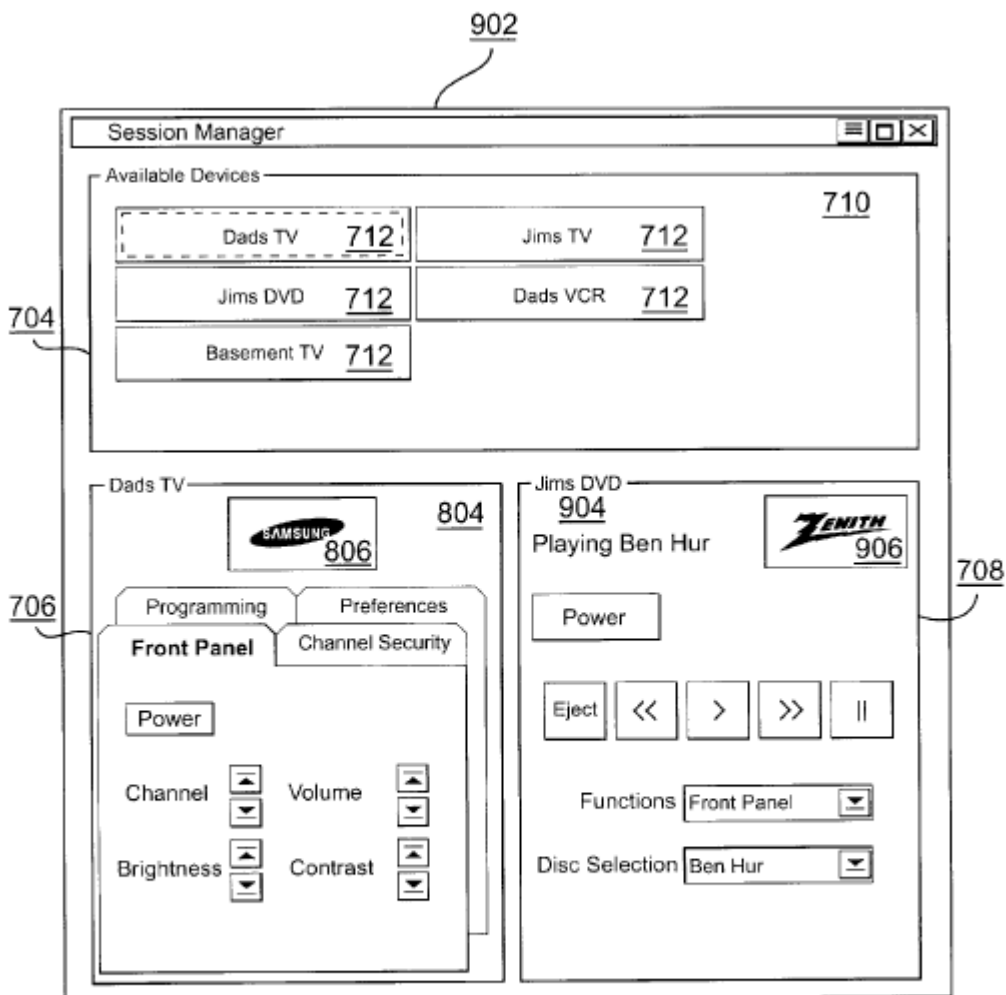 902
Session Manager
Available Devices
710
Dads TV 712 Jims TV 712
Jims DVD 712 Dads VCR 712
704
Basement TV 712
Dads TV
SAMSUNG
806
804
706
Programming Preferences
Front Panel Channel Security
Power
Channel Volume
Brightness Contrast
Jims DVD
904
Playing Ben Hur
ZENITH
906
708
Power
Eject << > >> ||
Functions Front Panel
Disc Selection Ben Hur